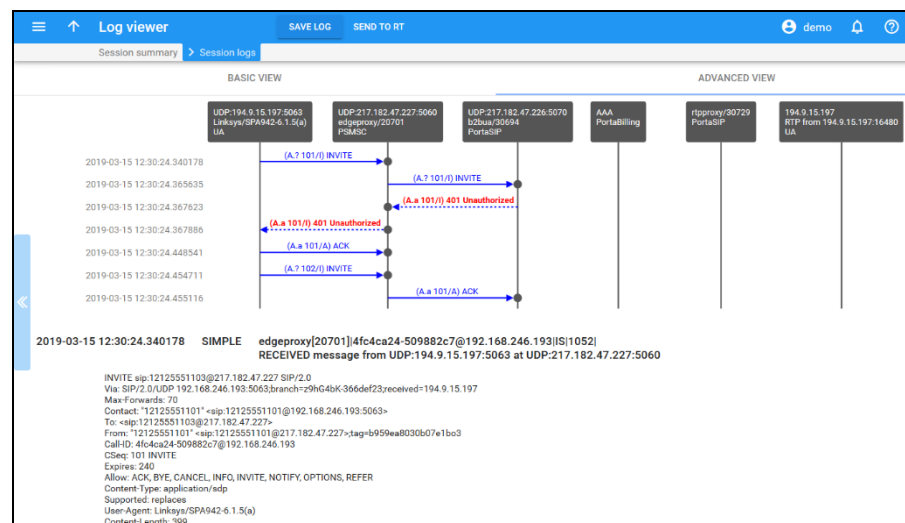 Log viewer
SAVE LOG
SEND TO RT
demo
Session summary
Session logs
BASIC VIEW
ADVANCED VIEW
UDP:194.9.15.197:5063
Linksys/SPA942-6.1.5(a)
UA
UDP:217.182.47.227:5060
edgeproxy/20701
PSMSC
UDP:217.182.47.226:5070
b2bua/30694
PortaSIP
AAA
PortaBilling
rtpproxy/30729
PortaSIP
194.9.15.197
RTP from 194.9.15.197:16480
UA
2019-03-15 12:30:24.340178 (A.? 101/I) INVITE
2019-03-15 12:30:24.365635 (A.? 101/I) INVITE
2019-03-15 12:30:24.367623 (A.a 101/I) 401 Unauthorized
2019-03-15 12:30:24.367886 (A.a 101/I) 401 Unauthorized
2019-03-15 12:30:24.448541 (A.a 101/A) ACK
2019-03-15 12:30:24.454711 (A.? 102/I) INVITE
2019-03-15 12:30:24.455116 (A.a 101/A) ACK
2019-03-15 12:30:24.340178 SIMPLE edgeproxy[20701]|4fc4ca24-509882c7@192.168.246.193|IS|1052|
RECEIVED message from UDP:194.9.15.197:5063 at UDP:217.182.47.227:5060
INVITE sip:12125551103@217.182.47.227 SIP/2.0
Via: SIP/2.0/UDP 192.168.246.193:5063;branch=z9hG4bK-366def23;received=194.9.15.197
Max-Forwards: 70
Contact: "12125551101" <sip:12125551101@192.168.246.193:5063>
To: <sip:12125551103@217.182.47.227>
From: "12125551101" <sip:12125551101@217.182.47.227>;tag=b959ea8030b07e1bo3
Call-ID: 4fc4ca24-509882c7@192.168.246.193
CSeq: 101 INVITE
Expires: 240
Allow: ACK, BYE, CANCEL, INFO, INVITE, NOTIFY, OPTIONS, REFER
Content-Type: application/sdp
Supported: replaces
User-Agent: Linksys/SPA942-6.1.5(a)
Content-Length: 399